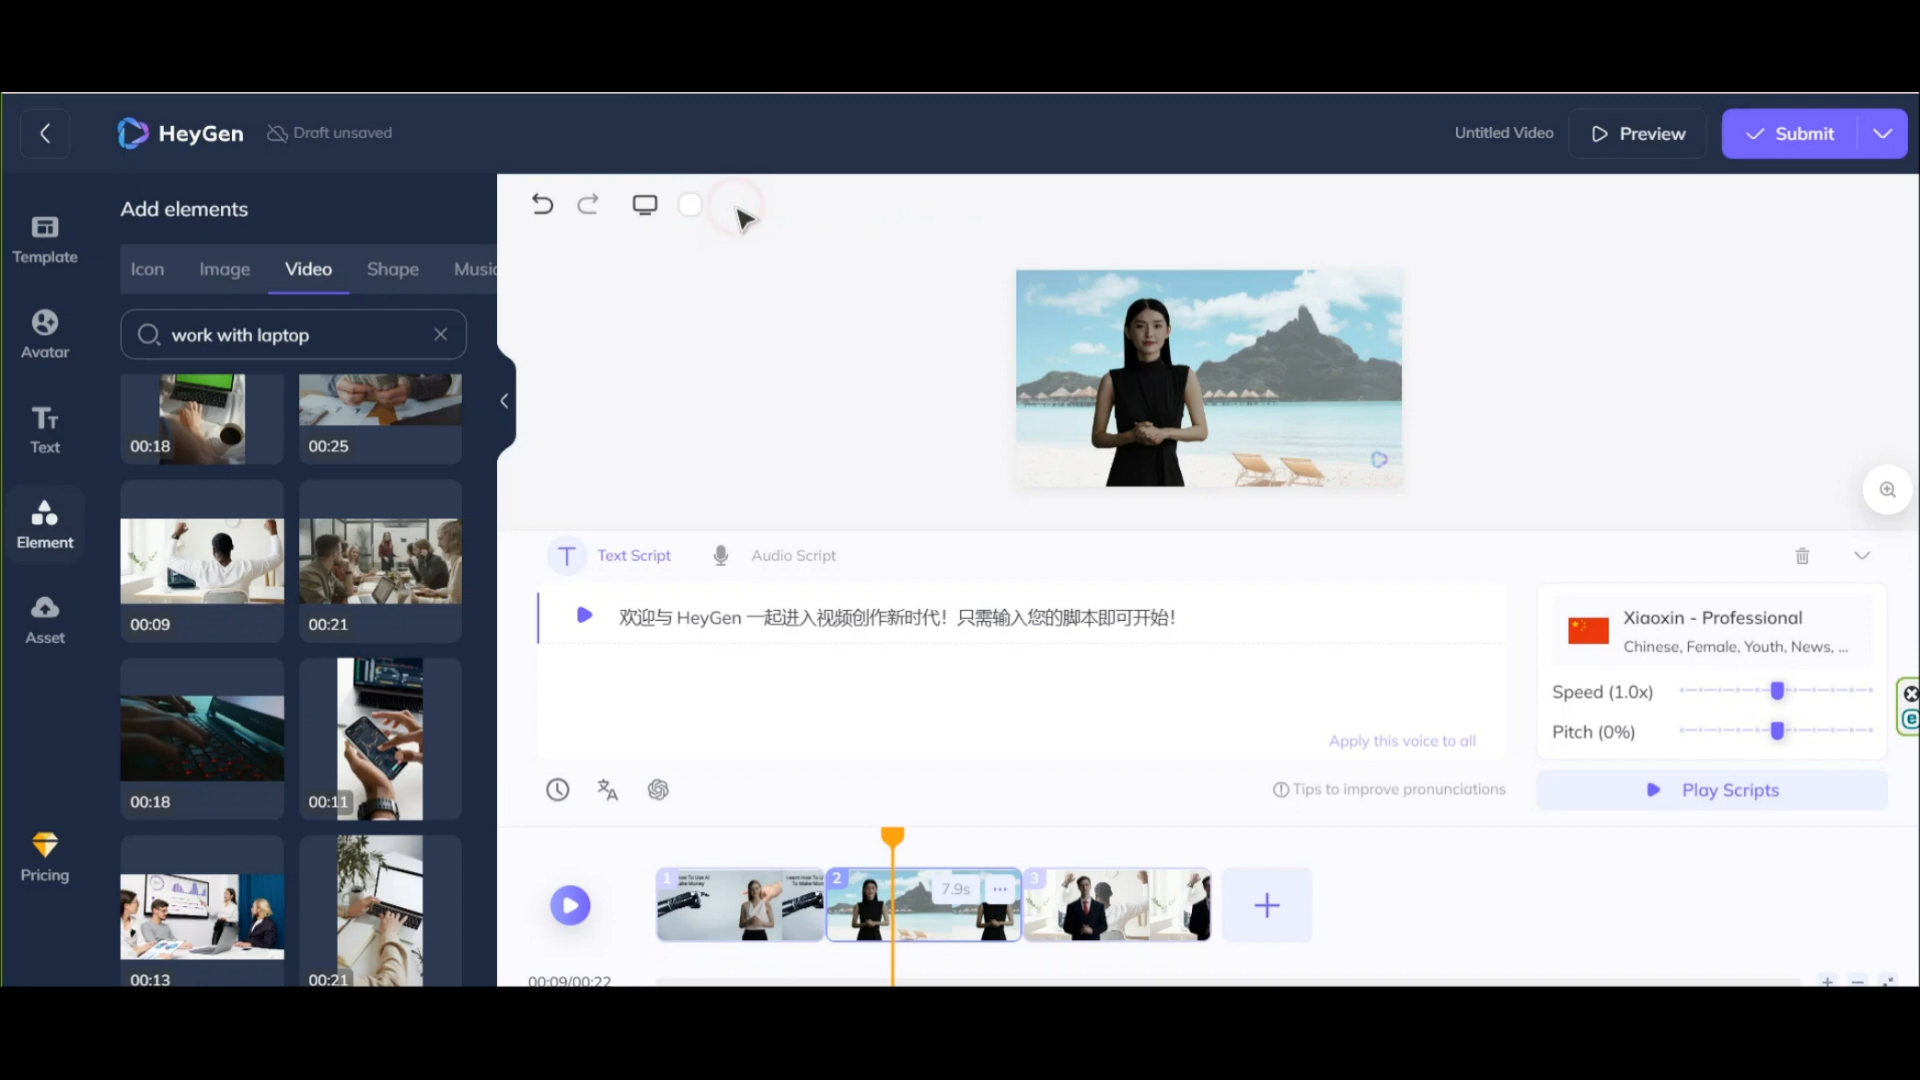 HeyGen
Draft unsaved
Untitled Video
Preview
Submit
Template
Avatar
Text
Element
Asset
Pricing
Add elements
Icon
Image
Video
Shape
Music
work with laptop
00:18
00:25
00:09
00:21
00:18
00:11
00:13
00:21
Text Script
Audio Script
欢迎与 HeyGen 一起进入视频创作新时代！只需输入您的脚本即可开始！
Apply this voice to all
Tips to improve pronunciations
Xiaoxin - Professional
Chinese, Female, Youth, News, ...
Speed (1.0x)
Pitch (0%)
Play Scripts
1
2
7.9s
3
00:09/00:22